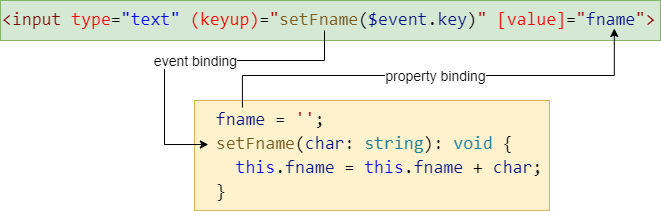 <input type="text" (keyup)="setFname($event.key)" [value]="fname">
event binding
property binding
fname = '';
setFname(char: string): void {
this.fname = this.fname + char;
}